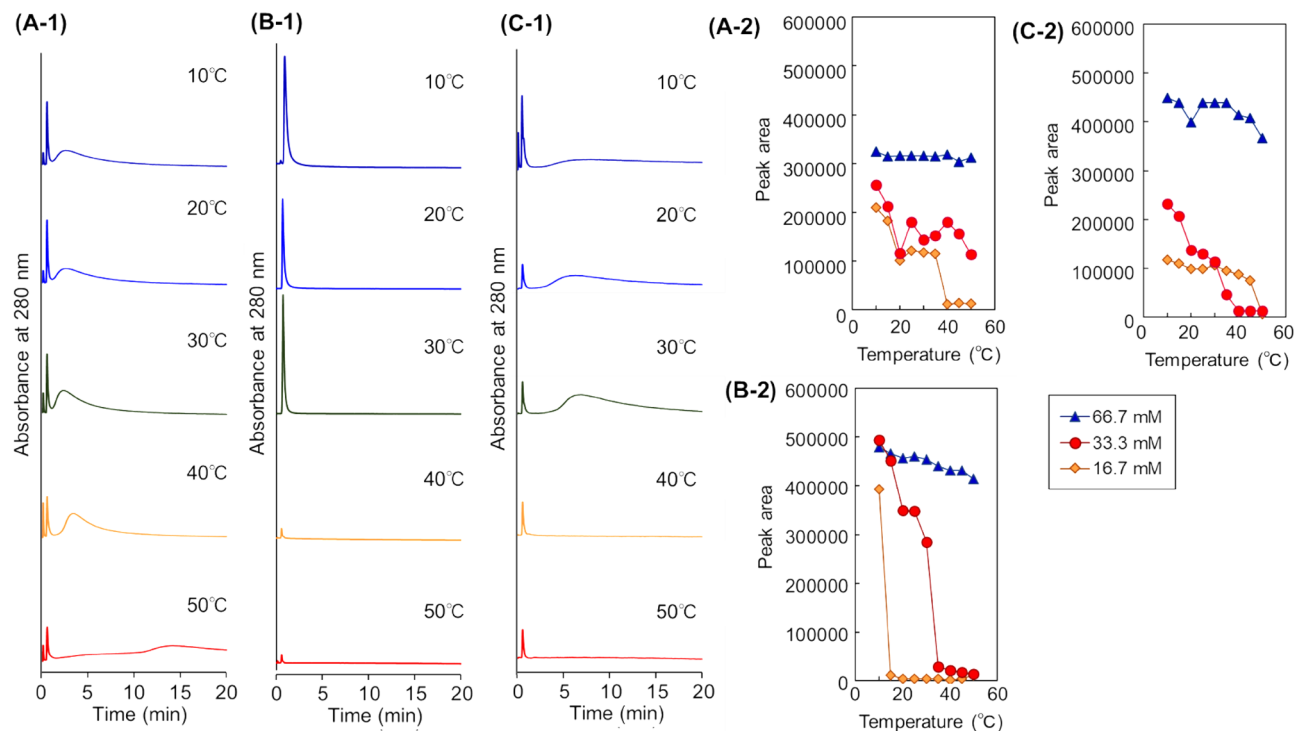 (A-1)
Absorbance at 280 nm
10℃
20℃
30℃
40℃
50℃
0 5 10 15 20
Time (min)
(B-1)
Absorbance at 280 nm
10℃
20℃
30℃
40℃
50℃
0 5 10 15 20
Time (min)
(C-1)
Absorbance at 280 nm
10℃
20℃
30℃
40℃
50℃
0 5 10 15 20
Time (min)
(A-2)
Peak area
600000
500000
400000
300000
200000
100000
0
0 20 40 60
Temperature (℃)
(C-2)
Peak area
600000
500000
400000
300000
200000
100000
0
0 20 40 60
Temperature (℃)
(B-2)
Peak area
600000
500000
400000
300000
200000
100000
0
0 20 40 60
Temperature (℃)
66.7 mM
33.3 mM
16.7 mM